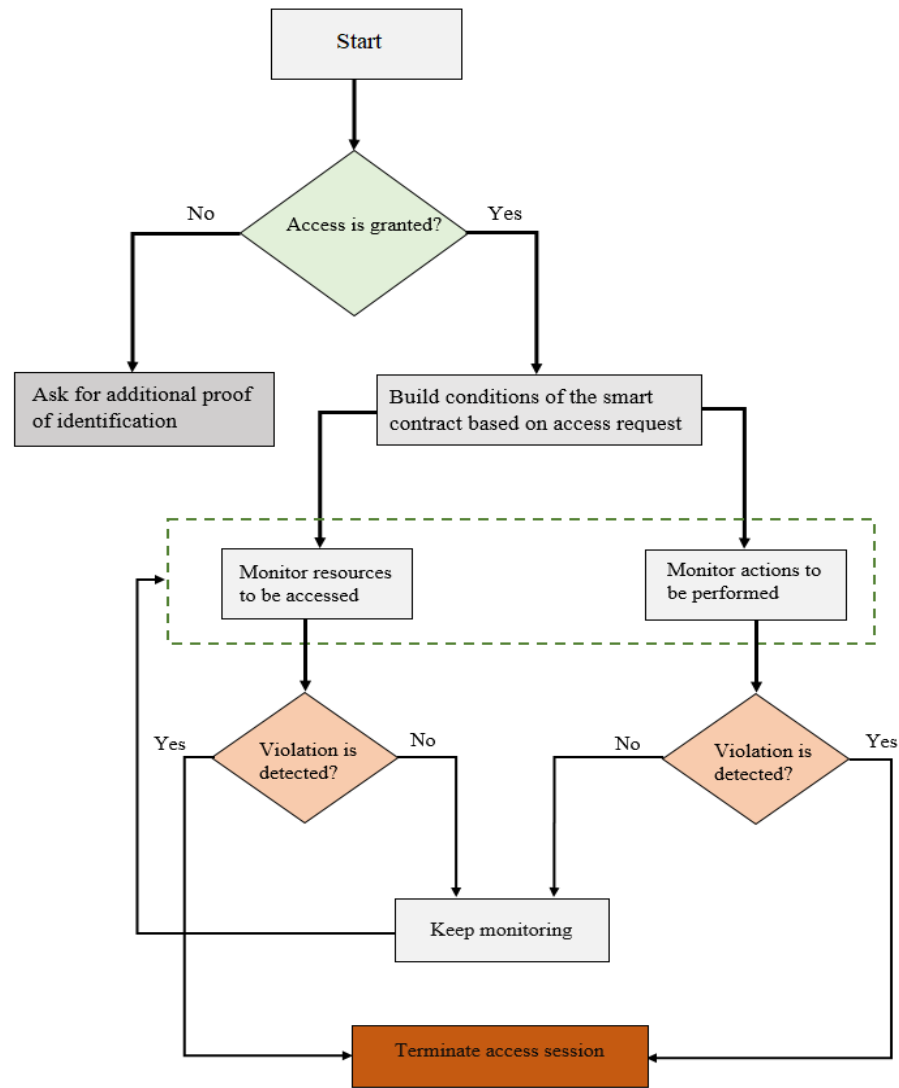 Start
No
Yes
Access is granted?
Ask for additional proof
of identification
Build conditions of the smart
contract based on access request
Monitor resources
to be accessed
Monitor actions to
be performed
Yes
Violation is
detected?
No
No
Violation is
detected?
Yes
Keep monitoring
Terminate access session